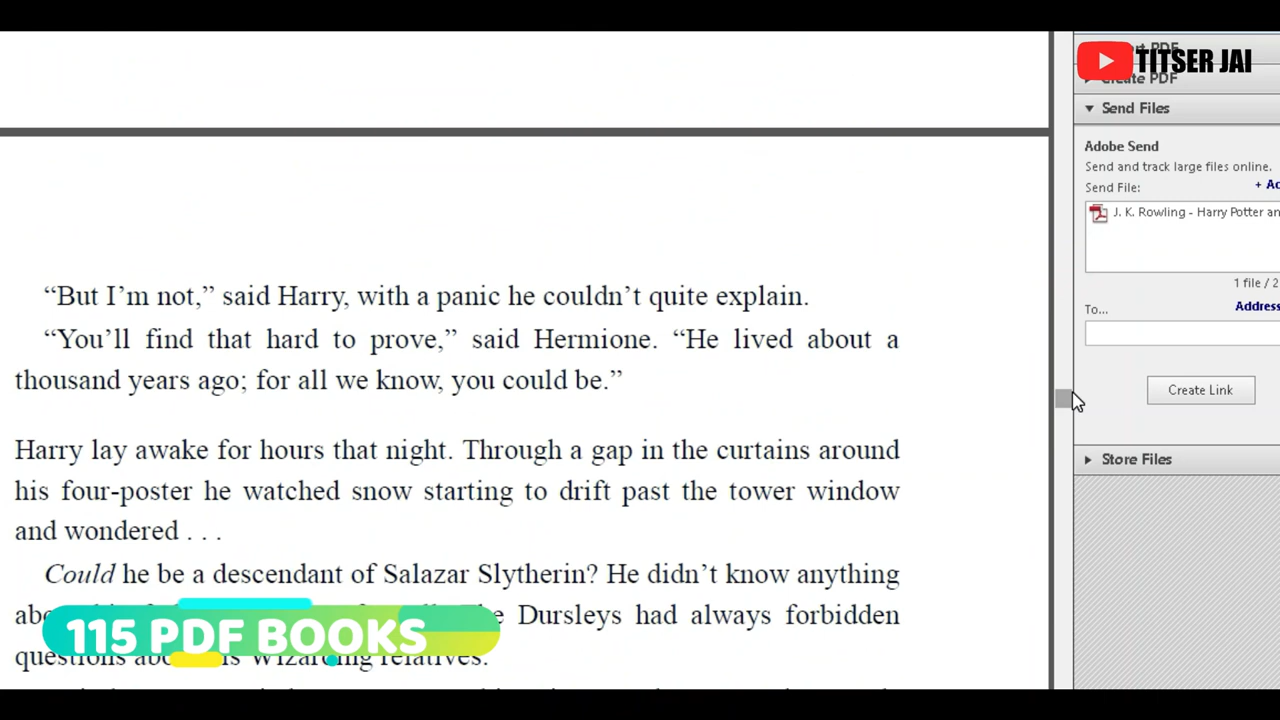 TITSER JAI
Create PDF
Send Files
Adobe Send
Send and track large files online.
Send File:
J. K. Rowling - Harry Potter
1 file / 2
To...
Address
Create Link
Store Files
“But I’m not,” said Harry, with a panic he couldn’t quite explain.
“You’ll find that hard to prove,” said Hermione. “He lived about a
thousand years ago; for all we know, you could be.”
Harry lay awake for hours that night. Through a gap in the curtains around
his four-poster he watched snow starting to drift past the tower window
and wondered . . .
Could he be a descendant of Salazar Slytherin? He didn’t know anything
Dursleys had always forbidden
questions relatives.
115 PDF BOOKS